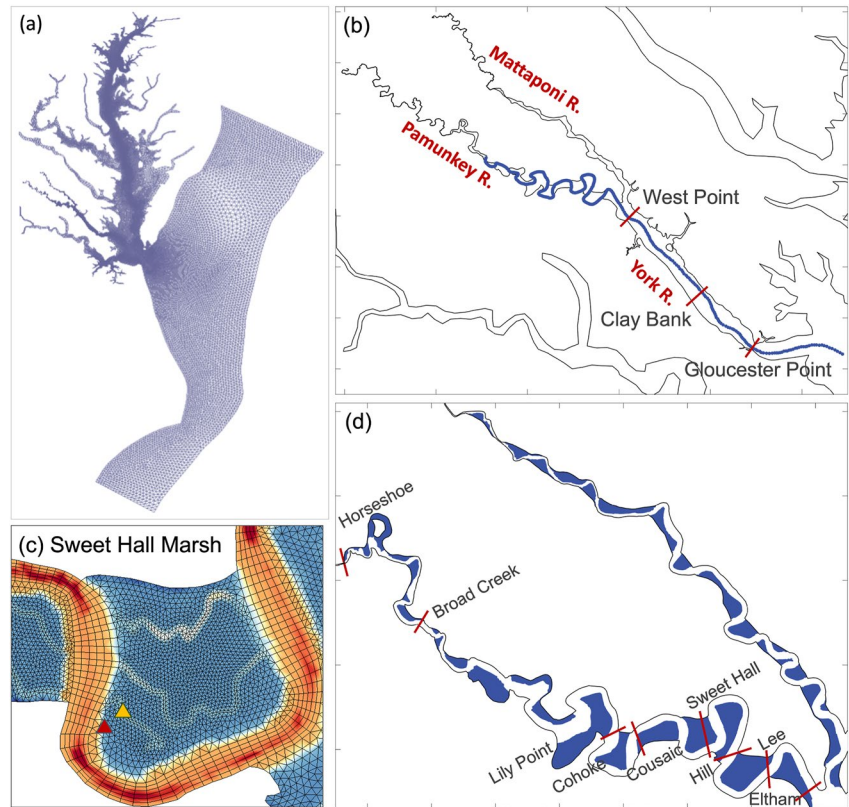 (a)
(b)
Mattaponi R.
Pamunkey R.
West Point
York R.
Clay Bank
Gloucester Point
(c) Sweet Hall Marsh
(d)
Horseshoe
Broad Creek
Sweet Hall
Lily Point
Cohoke
Cousaic
Hill
Lee
Eltham